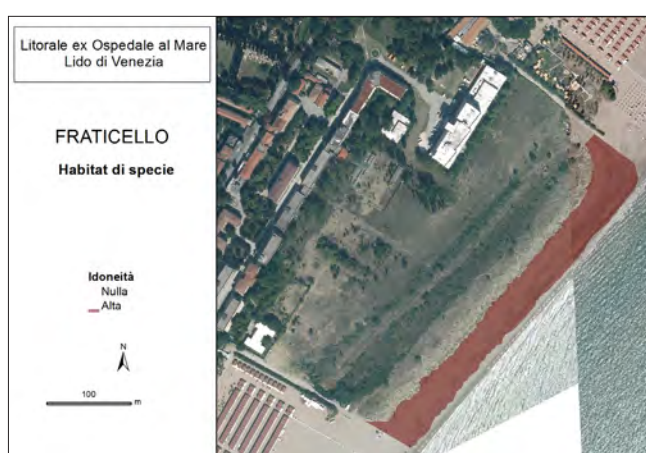 Litorale ex Ospedale al Mare
Lido di Venezia
FRATICELLO
Habitat di specie
Idoneità
Nulla
Alta
N
100
m